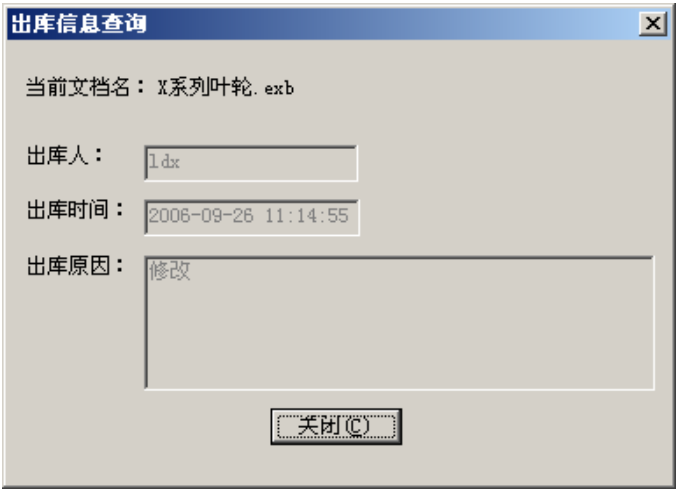 出库信息查询
当前文档名：X系列叶轮.exb
出库人：ldx
出库时间：2006-09-26 11:14:55
出库原因：修改
关闭(C)